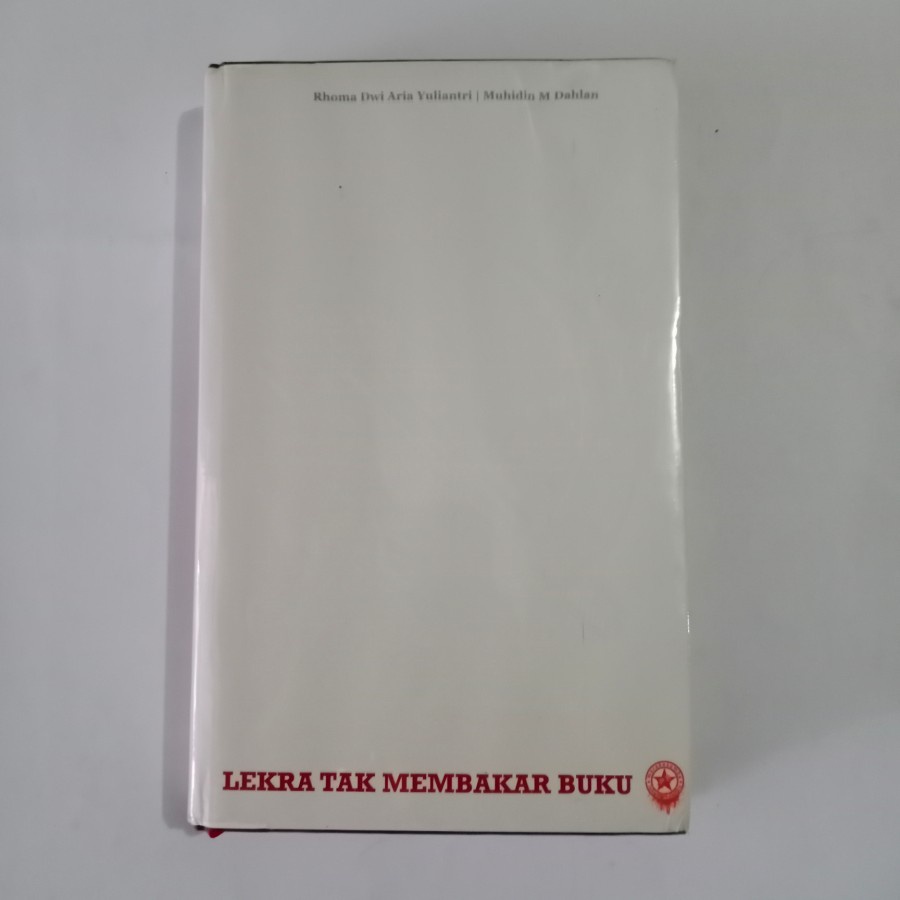 Rhoma Dwi Aria Yuliantri | Muhidin M Dahlan
LEKRA TAK MEMBAKAR BUKU